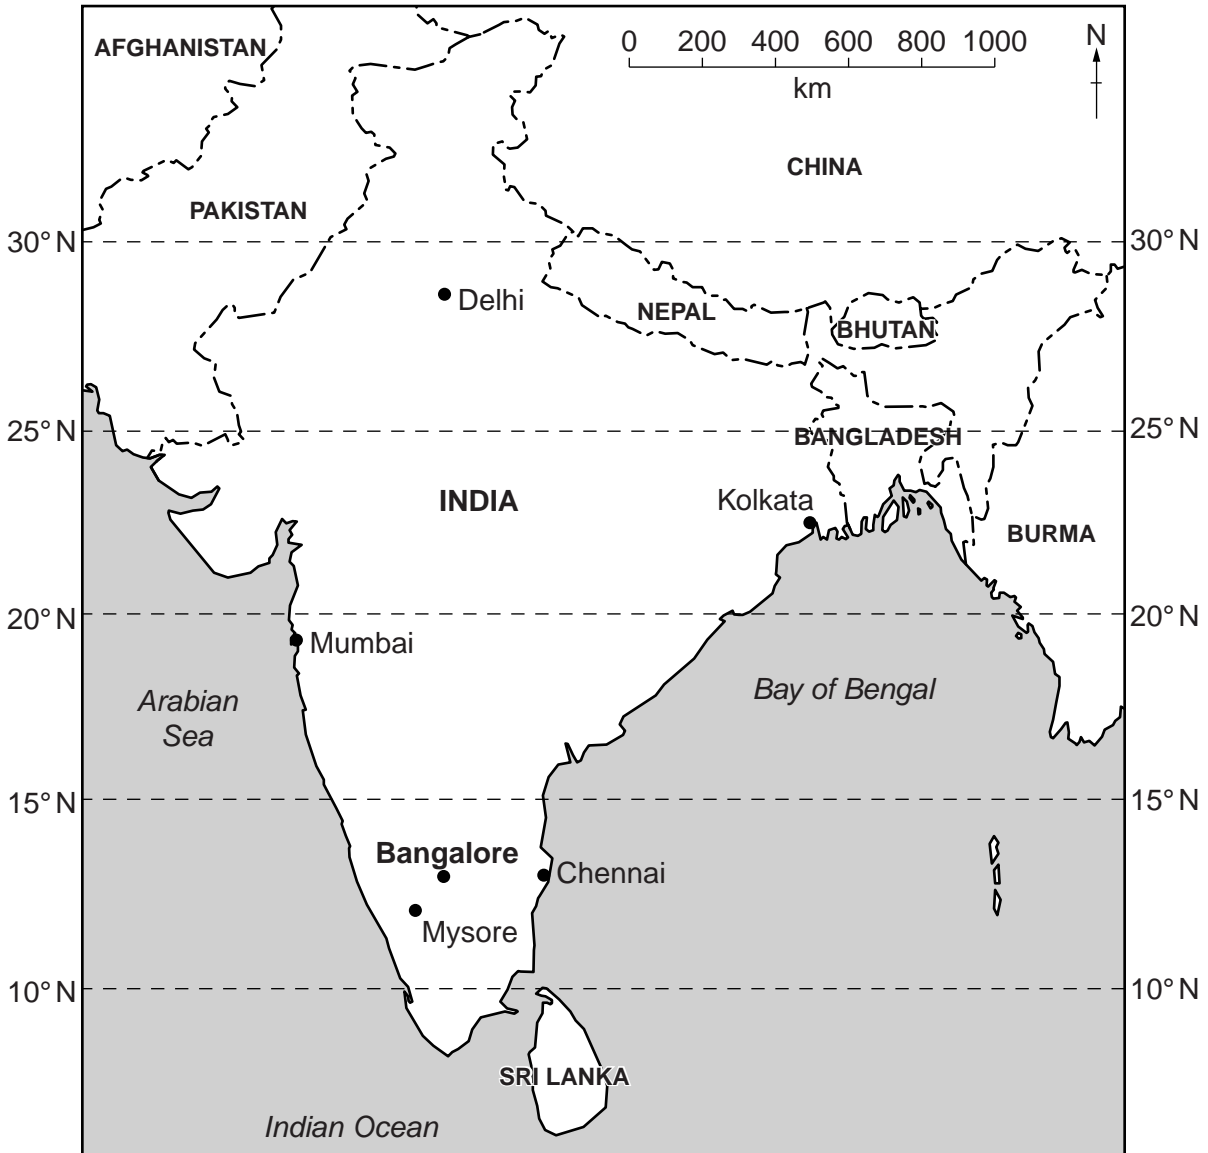 AFGHANISTAN
0 200 400 600 800 1000
km
N
CHINA
PAKISTAN
30° N
30° N
Delhi
NEPAL
BHUTAN
25° N
BANGLADESH
25° N
INDIA
Kolkata
BURMA
20° N
20° N
Mumbai
Arabian
Sea
Bay of Bengal
15° N
15° N
Bangalore
Chennai
Mysore
10° N
10° N
SRI LANKA
Indian Ocean